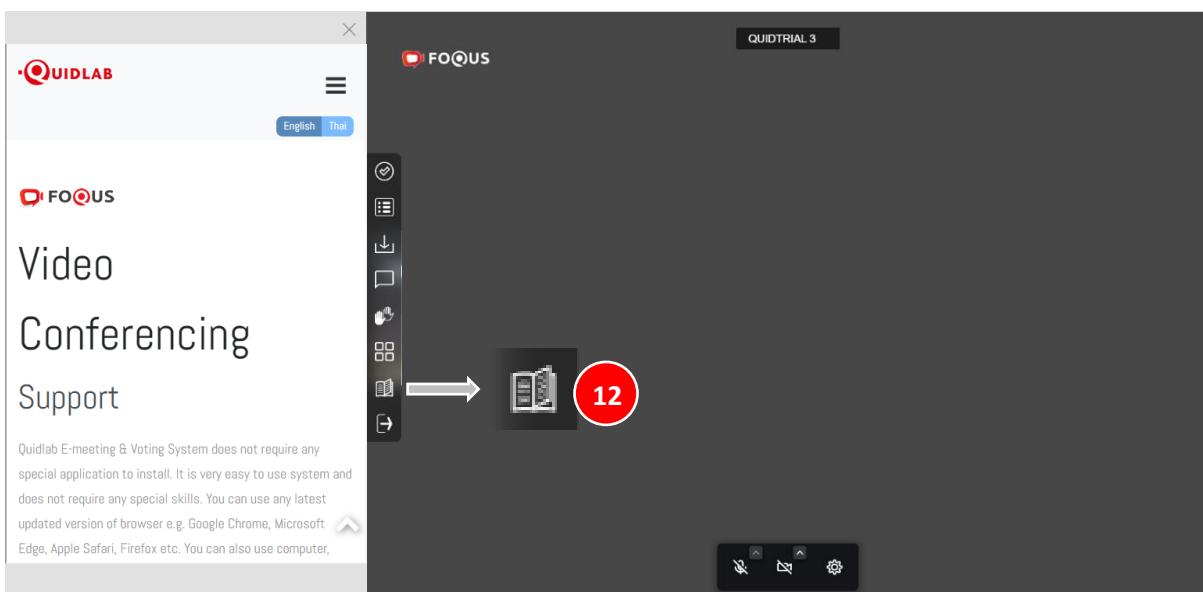 QUIDLAB
English Thai
FOQUS
Video
Conferencing
Support
Quidlab E-meeting & Voting System does not require any
special application to install. It is very easy to use system and
does not require any special skills. You can use any latest
updated version of browser e.g. Google Chrome, Microsoft
Edge, Apple Safari, Firefox etc. You can also use computer,
FOQUS
QUIDTRIAL 3
12